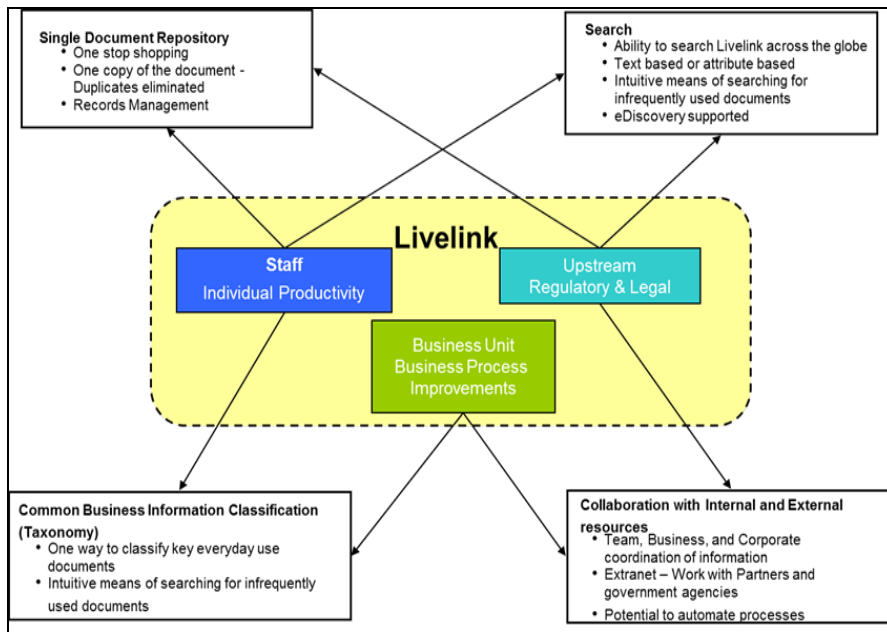 Single Document Repository
• One stop shopping
• One copy of the document -
Duplicates eliminated
• Records Management
Search
• Ability to search Livelink across the globe
• Text based or attribute based
• Intuitive means of searching for
infrequently used documents
• eDiscovery supported
Livelink
Staff
Individual Productivity
Upstream
Regulatory & Legal
Business Unit
Business Process
Improvements
Common Business Information Classification
(Taxonomy)
• One way to classify key everyday use
documents
• Intuitive means of searching for infrequently
used documents
Collaboration with Internal and External
resources
• Team, Business, and Corporate
coordination of information
• Extranet – Work with Partners and
government agencies
• Potential to automate processes